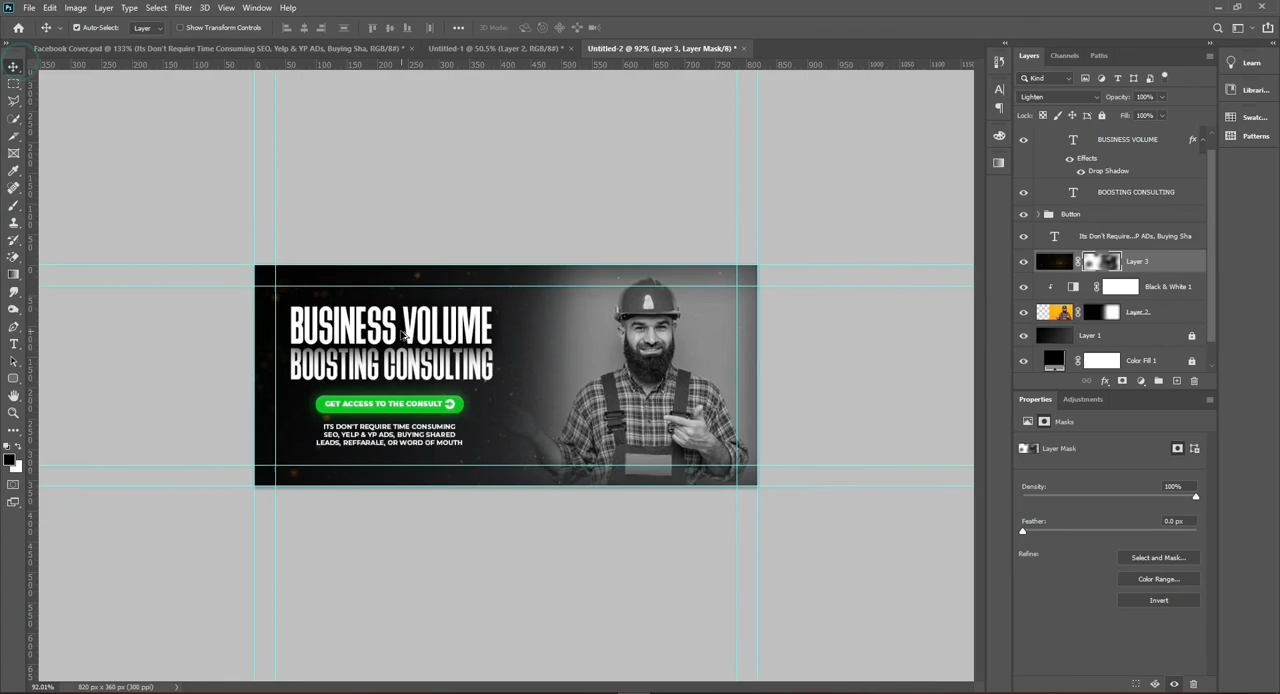 File Edit Image Layer Type Select Filter 3D View Window Help
Auto-Select: Layer Show Transform Controls 3D Mode:
Facebook Cover.psd @ 133% (Its Don't Require Time Consuming SEO, Yelp & YP ADs, Buying Sha, RGB/8#) *
Untitled-1 @ 50.5% (Layer 2, RGB/8#) *
Untitled-2 @ 92% (Layer 3, Layer Mask/8) *
BUSINESS VOLUME
BOOSTING CONSULTING
GET ACCESS TO THE CONSULT
ITS DON'T REQUIRE TIME CONSUMING
SEO, YELP & YP ADS, BUYING SHARED
LEADS, REFFARALE, OR WORD OF MOUTH
Layers Channels Paths
Kind
Lighten Opacity: 100%
Lock: Fill: 100%
BUSINESS VOLUME fx
Effects
Drop Shadow
BOOSTING CONSULTING
Button
Its Don't Require...P ADs, Buying Sha
Layer 3
Black & White 1
Layer 2
Layer 1
Color Fill 1
Properties Adjustments
Masks
Layer Mask
Density: 100%
Feather: 0.0 px
Refine: Select and Mask...
Color Range...
Invert
Learn
Librari...
Swatc...
Patterns
92.01% 820 px x 360 px (300 ppi)